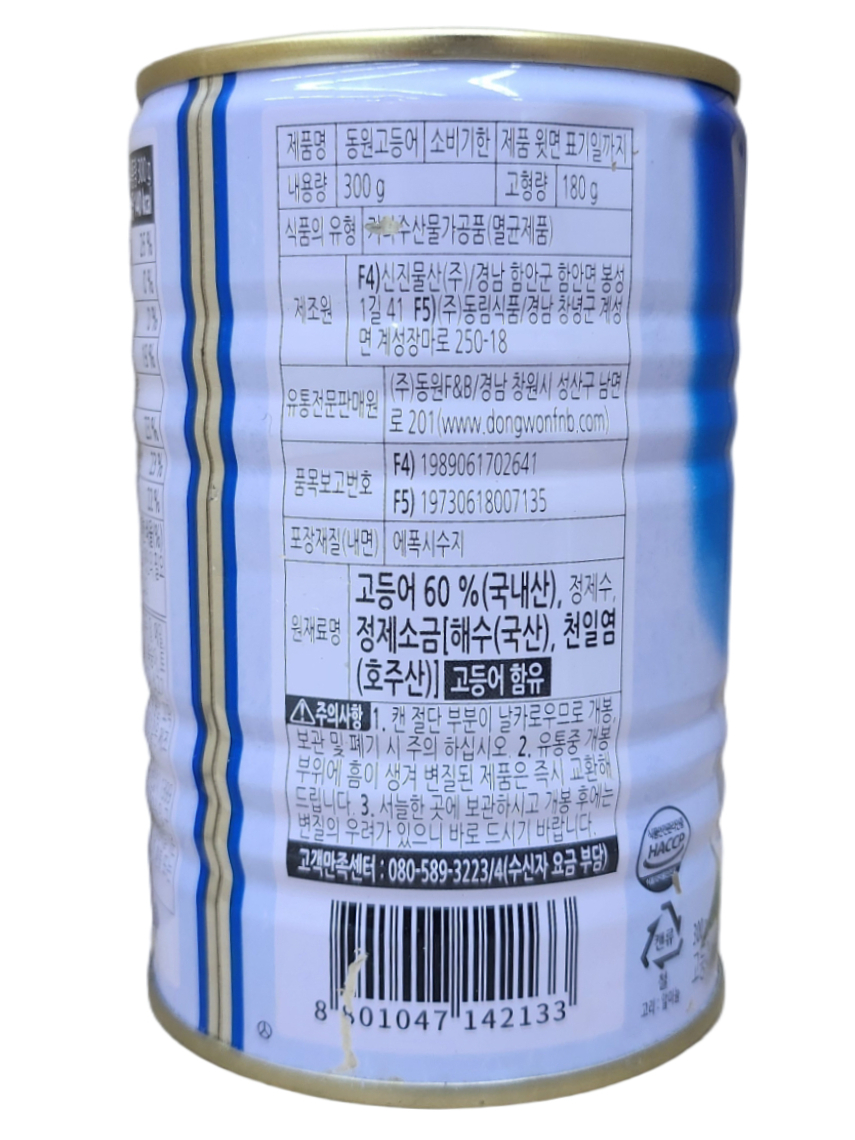 제품명 동원고등어 소비기한 제품 윗면 표기일까지
내용량 300 g 고형량 180 g
식품의 유형 수산물가공품(멸균제품)
제조원
F4)신진물산(주)/경남 함안군 함안면 봉성
1길 41 F5)(주)동림식품/경남 창녕군 계성
면 계성장마로 250-18
유통전문판매원
(주)동원F&B/경남 창원시 성산구 남면
로 201(www.dongwonfnb.com)
품목보고번호
F4) 1989061702641
F5) 19730618007135
포장재질(내면) 에폭시수지
원재료명
고등어 60 %(국내산), 정제수,
정제소금[해수(국산), 천일염
(호주산)] 고등어 함유
주의사항 1. 캔 절단 부분이 날카로우므로 개봉,
보관 및 폐기 시 주의 하십시오. 2. 유통중 개봉
부위에 흠이 생겨 변질된 제품은 즉시 교환해
드립니다. 3. 서늘한 곳에 보관하시고 개봉 후에는
변질의 우려가 있으니 바로 드시기 바랍니다.
고객만족센터 : 080-589-3223/4(수신자 요금 부담)
8 801047 142133
HACCP
캔류
철
고리 : 알미늄